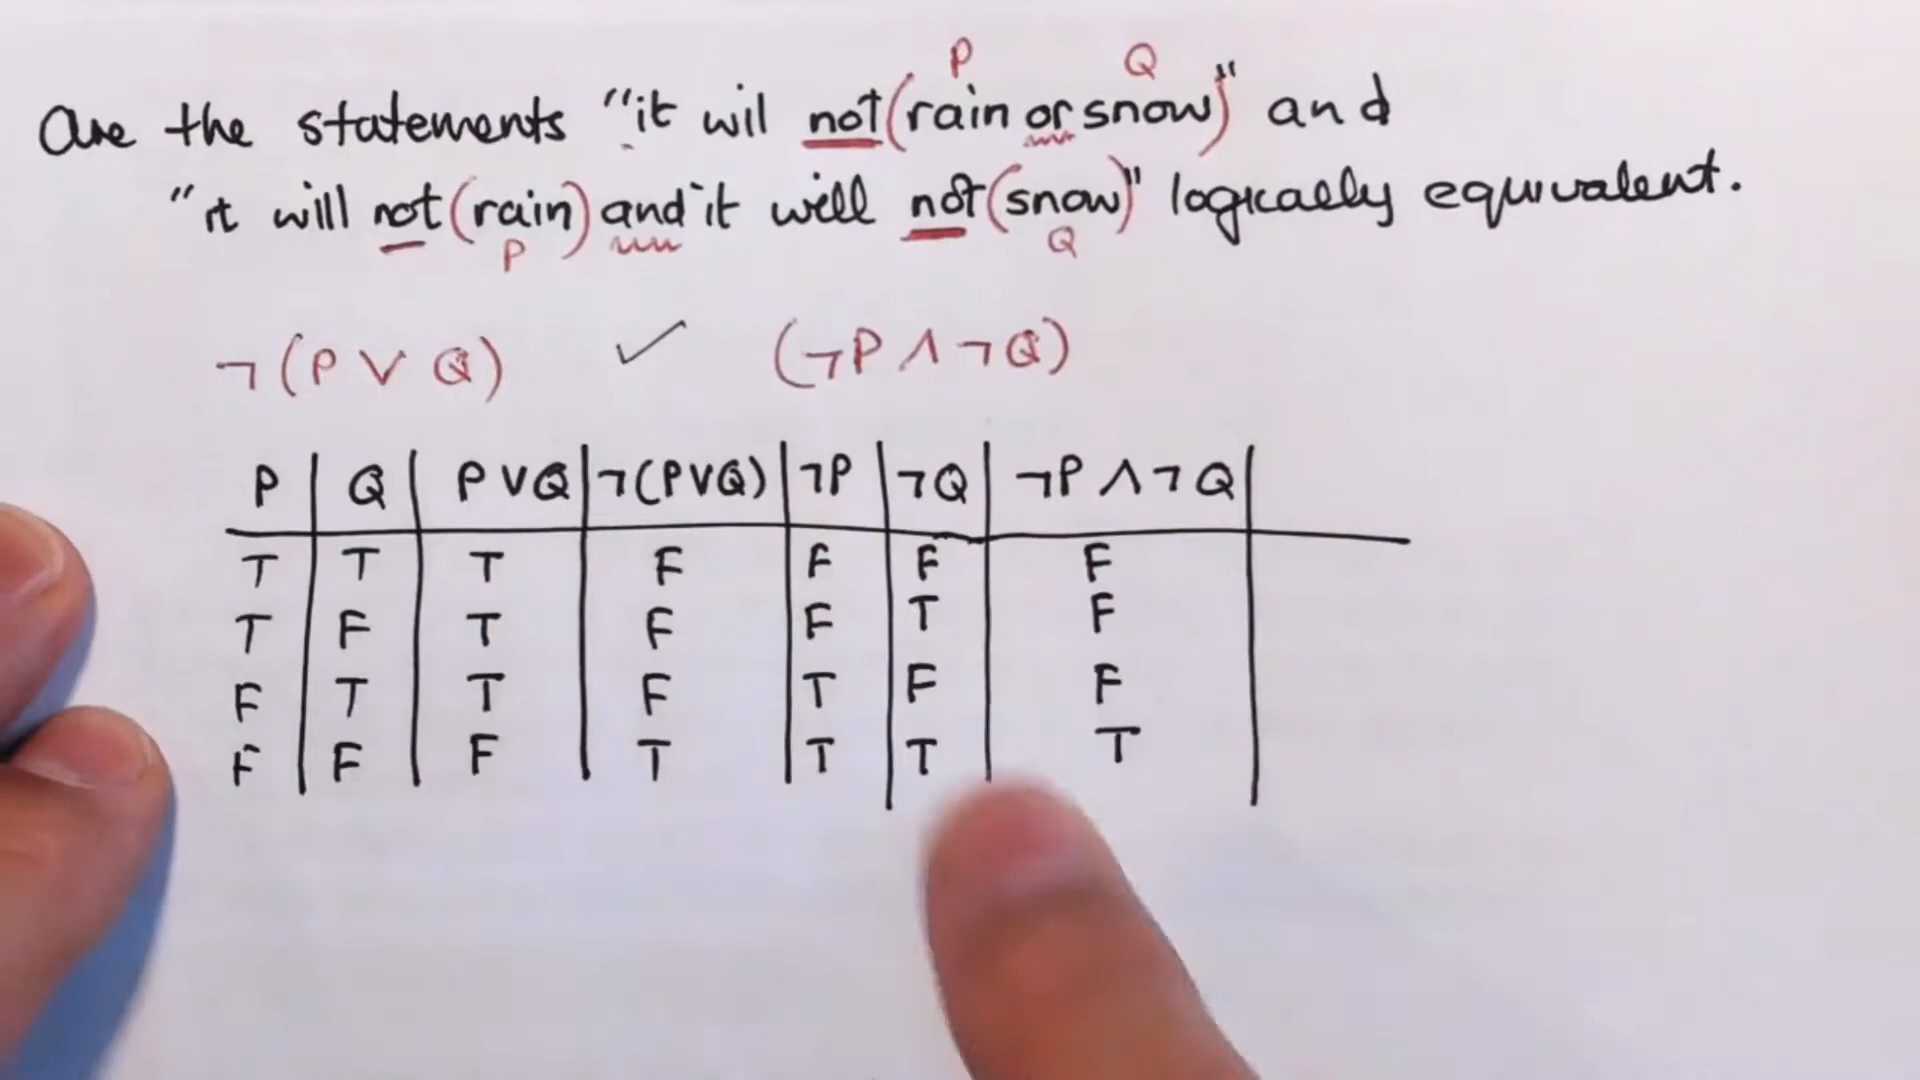 P Q
are the statements "it will not (rain or snow)" and
"it will not (rain) and it will not (snow)" logically equivalent.
P Q
¬(P ∨ Q) ✓ (¬P ∧ ¬Q)
P Q P∨Q ¬(P∨Q) ¬P ¬Q ¬P ∧ ¬Q
T T T F F F F
T F T F F T F
F T T F T F F
F F F T T T T